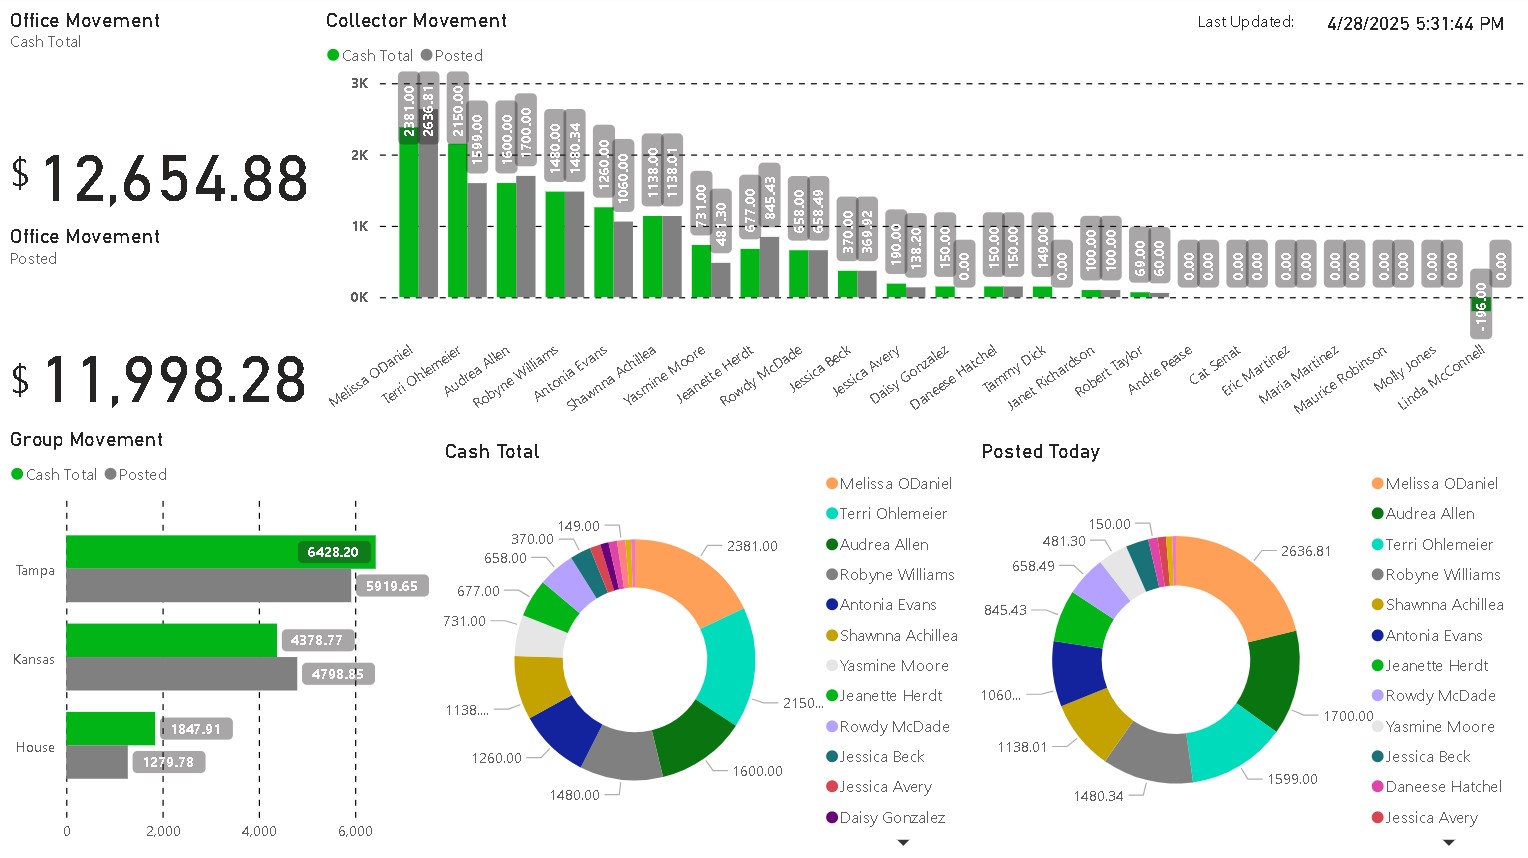 Office Movement
Cash Total
$ 12,654.88
Office Movement
Posted
$ 11,998.28
Collector Movement
Last Updated: 4/28/2025 5:31:44 PM
Cash Total Posted
3K
2K
1K
0K
2381.00 2636.81
2150.00 1599.00
1600.00 1700.00
1480.00 1480.34
1260.00 1060.00
1138.00 1138.01
731.00 481.30
677.00 845.43
658.00 658.49
370.00 369.92
190.00 138.20
150.00 0.00
150.00 150.00
149.00 0.00
100.00 100.00
69.00 60.00
0.00 0.00
0.00 0.00
0.00 0.00
0.00 0.00
0.00 0.00
0.00 0.00
-196.00 0.00
Melissa ODaniel
Terri Ohlemeier
Audrea Allen
Robyne Williams
Antonia Evans
Shawnna Achillea
Yasmine Moore
Jeanette Herdt
Rowdy McDade
Jessica Beck
Jessica Avery
Daisy Gonzalez
Daneese Hatchel
Tammy Dick
Janet Richardson
Robert Taylor
Andre Pease
Cat Senat
Eric Martinez
Maria Martinez
Maurice Robinson
Molly Jones
Linda McConnell
Group Movement
Cash Total Posted
Tampa
6428.20
5919.65
Kansas
4378.77
4798.85
House
1847.91
1279.78
0 2,000 4,000 6,000
Cash Total
2381.00
2150...
1600.00
1480.00
1260.00
1138....
731.00
677.00
658.00
370.00
149.00
Melissa ODaniel
Terri Ohlemeier
Audrea Allen
Robyne Williams
Antonia Evans
Shawnna Achillea
Yasmine Moore
Jeanette Herdt
Rowdy McDade
Jessica Beck
Jessica Avery
Daisy Gonzalez
Posted Today
2636.81
1700.00
1599.00
1480.34
1138.01
1060...
845.43
658.49
481.30
150.00
Melissa ODaniel
Audrea Allen
Terri Ohlemeier
Robyne Williams
Shawnna Achillea
Antonia Evans
Jeanette Herdt
Rowdy McDade
Yasmine Moore
Jessica Beck
Daneese Hatchel
Jessica Avery